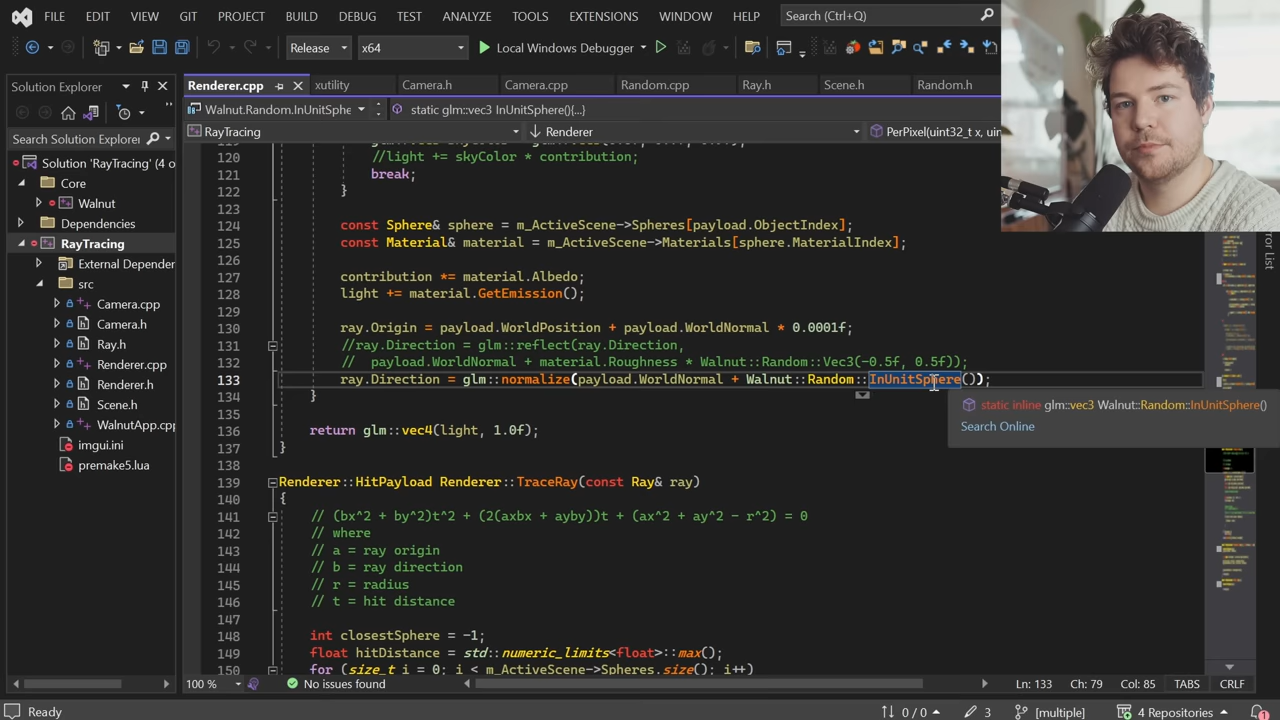 FILE EDIT VIEW GIT PROJECT BUILD DEBUG TEST ANALYZE TOOLS EXTENSIONS WINDOW HELP Search (Ctrl+Q)
Release x64 Local Windows Debugger
Solution Explorer
Search Solution Explorer
Solution 'RayTracing' (4 o
Core
Walnut
Dependencies
RayTracing
External Depender
src
Camera.cpp
Camera.h
Ray.h
Renderer.cpp
Renderer.h
Scene.h
WalnutApp.cpp
imgui.ini
premake5.lua
Renderer.cpp xutility Camera.h Camera.cpp Random.cpp Ray.h Scene.h Random.h
Walnut.Random.InUnitSphe static glm::vec3 InUnitSphere(){...}
RayTracing Renderer PerPixel(uint32_t x, uin
120 //light += skyColor * contribution;
121 break;
122 }
123
124 const Sphere& sphere = m_ActiveScene->Spheres[payload.ObjectIndex];
125 const Material& material = m_ActiveScene->Materials[sphere.MaterialIndex];
126
127 contribution *= material.Albedo;
128 light += material.GetEmission();
129
130 ray.Origin = payload.WorldPosition + payload.WorldNormal * 0.0001f;
131 //ray.Direction = glm::reflect(ray.Direction,
132 // payload.WorldNormal + material.Roughness * Walnut::Random::Vec3(-0.5f, 0.5f));
133 ray.Direction = glm::normalize(payload.WorldNormal + Walnut::Random::InUnitSphere());
134 }
135
136 return glm::vec4(light, 1.0f);
137 }
138
139 Renderer::HitPayload Renderer::TraceRay(const Ray& ray)
140 {
141 // (bx^2 + by^2)t^2 + (2(axbx + ayby))t + (ax^2 + ay^2 - r^2) = 0
142 // where
143 // a = ray origin
144 // b = ray direction
145 // r = radius
146 // t = hit distance
147
148 int closestSphere = -1;
149 float hitDistance = std::numeric_limits<float>::max();
150 for (size_t i = 0; i < m_ActiveScene->Spheres.size(); i++)
static inline glm::vec3 Walnut::Random::InUnitSphere()
Search Online
ror List
100 % No issues found Ln: 133 Ch: 79 Col: 85 TABS CRLF
Ready 0 / 0 3 [multiple] 4 Repositories 1